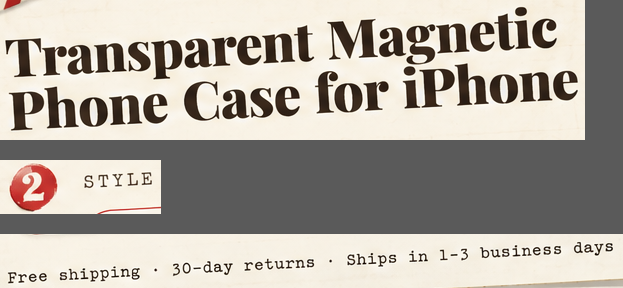 Transparent Magnetic
Phone Case for iPhone
2 STYLE
Free shipping · 30-day returns · Ships in 1-3 business days